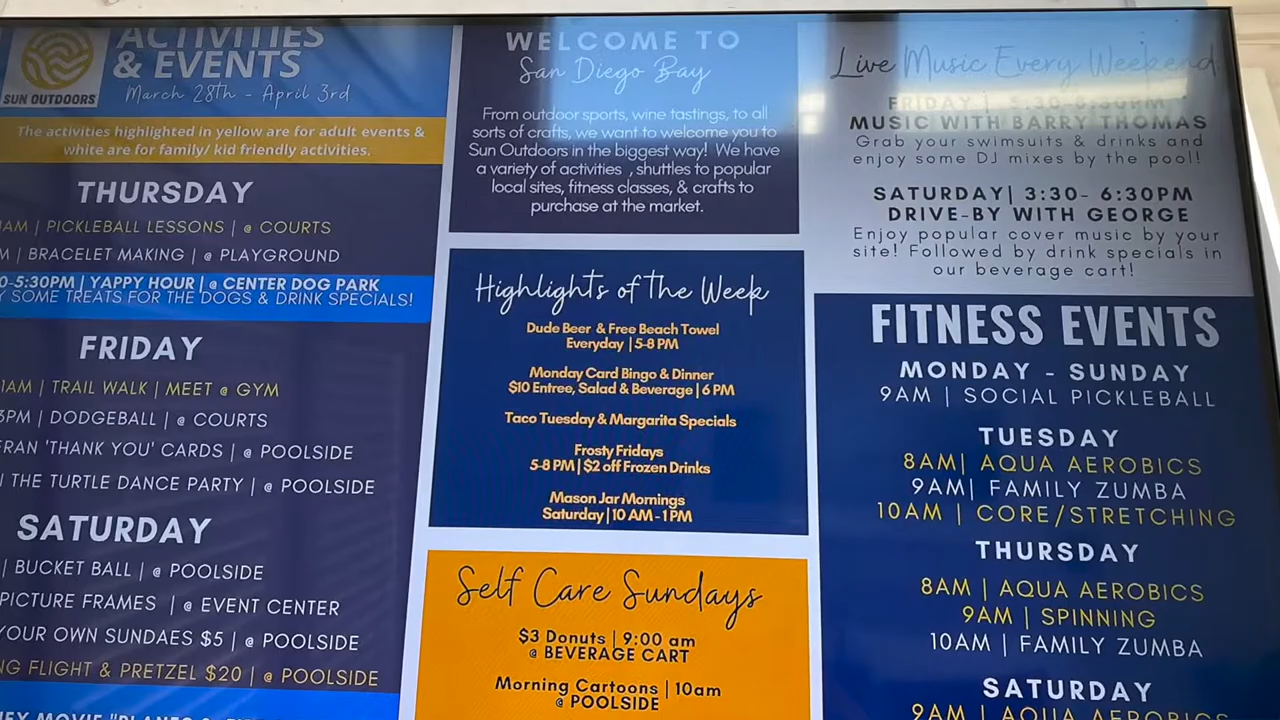 ACTIVITIES
& EVENTS
SUN OUTDOORS
March 28th - April 3rd
The activities highlighted in yellow are for adult events &
white are for family/ kid friendly activities.
THURSDAY
AM | PICKLEBALL LESSONS | @ COURTS
M | BRACELET MAKING | @ PLAYGROUND
0-5:30PM | YAPPY HOUR | @ CENTER DOG PARK
Y SOME TREATS FOR THE DOGS & DRINK SPECIALS!
FRIDAY
1AM | TRAIL WALK | MEET @ GYM
3PM | DODGEBALL | @ COURTS
ERAN 'THANK YOU' CARDS | @ POOLSIDE
THE TURTLE DANCE PARTY | @ POOLSIDE
SATURDAY
| BUCKET BALL | @ POOLSIDE
PICTURE FRAMES | @ EVENT CENTER
YOUR OWN SUNDAES $5 | @ POOLSIDE
NG FLIGHT & PRETZEL $20 | @ POOLSIDE
WELCOME TO
San Diego Bay
From outdoor sports, wine tastings, to all
sorts of crafts, we want to welcome you to
Sun Outdoors in the biggest way! We have
a variety of activities , shuttles to popular
local sites, fitness classes, & crafts to
purchase at the market.
Highlights of the Week
Dude Beer & Free Beach Towel
Everyday | 5-8 PM
Monday Card Bingo & Dinner
$10 Entree, Salad & Beverage | 6 PM
Taco Tuesday & Margarita Specials
Frosty Fridays
5-8 PM | $2 off Frozen Drinks
Mason Jar Mornings
Saturday | 10 AM - 1 PM
Self Care Sundays
$3 Donuts | 9:00 am
@ BEVERAGE CART
Morning Cartoons | 10am
@ POOLSIDE
Live Music Every Weekend
FRIDAY | 5:30-8:30PM
MUSIC WITH BARRY THOMAS
Grab your swimsuits & drinks and
enjoy some DJ mixes by the pool!
SATURDAY| 3:30- 6:30PM
DRIVE-BY WITH GEORGE
Enjoy popular cover music by your
site! Followed by drink specials in
our beverage cart!
FITNESS EVENTS
MONDAY - SUNDAY
9AM | SOCIAL PICKLEBALL
TUESDAY
8AM| AQUA AEROBICS
9AM| FAMILY ZUMBA
10AM | CORE/STRETCHING
THURSDAY
8AM | AQUA AEROBICS
9AM | SPINNING
10AM | FAMILY ZUMBA
SATURDAY
9AM | AQUA AEROBICS